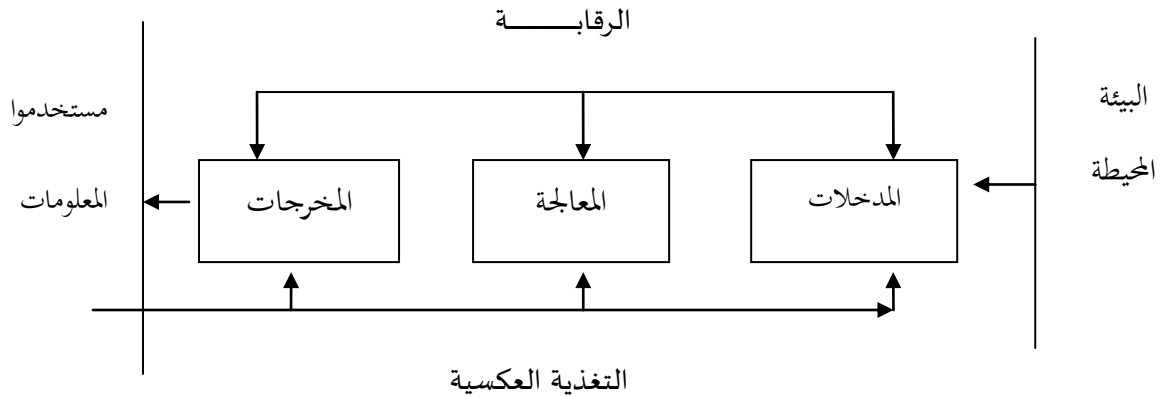 الرقابــــــة
البيئة
المحيطة
المدخلات
المعالجة
المخرجات
مستخدموا
المعلومات
التغذية العكسية